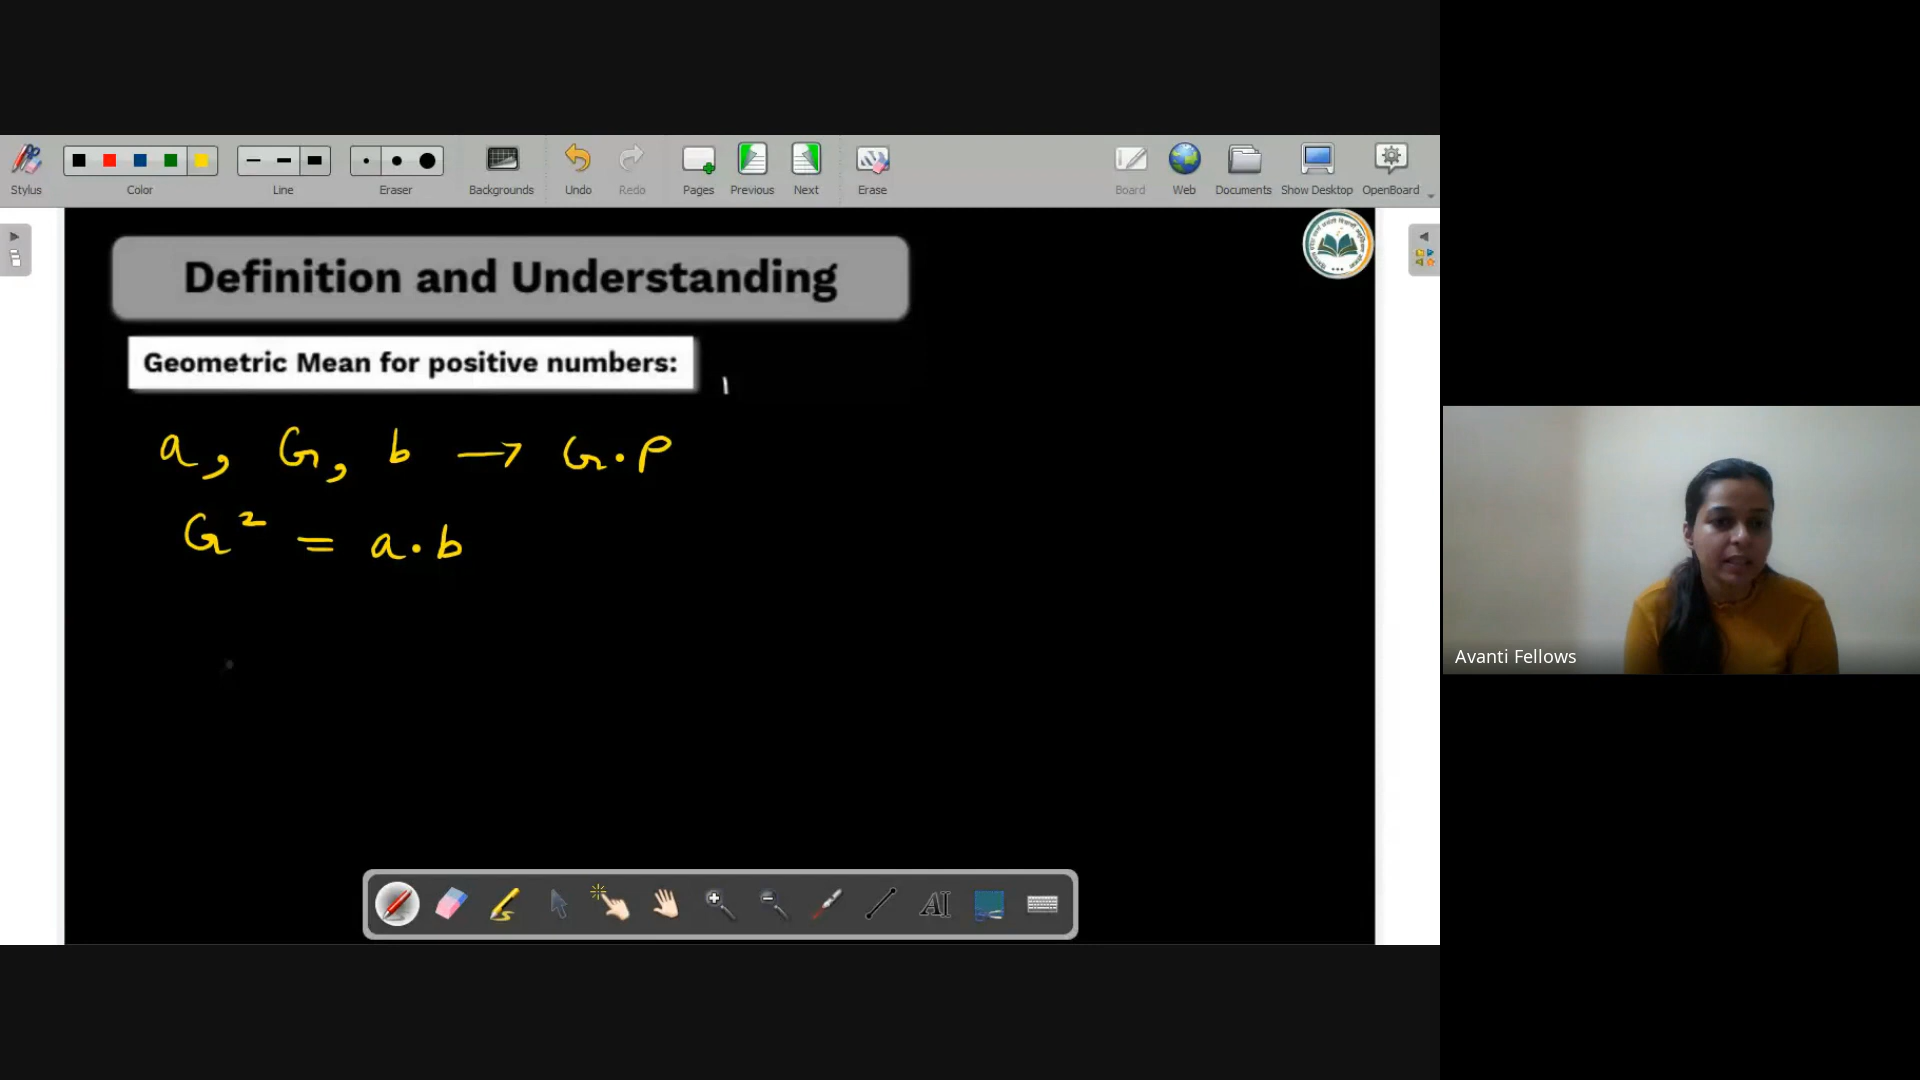 Stylus
Color
Line
Eraser
Backgrounds
Undo
Redo
Pages
Previous
Next
Erase
Board
Web
Documents
Show Desktop
OpenBoard
Definition and Understanding
Geometric Mean for positive numbers:
a, G, b → G.P
G² = a.b
Avanti Fellows
AI